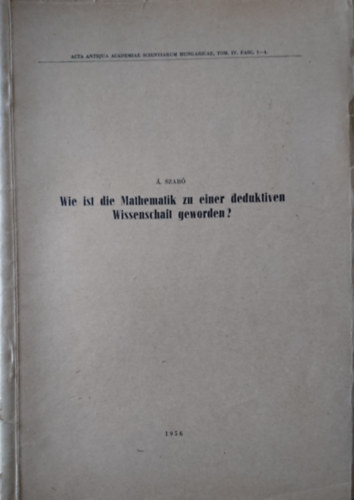 ACTA ANTIQUA ACADEMIAE SCIENTIARUM HUNGARICAE, TOM. IV. FASC. 1—4.
Á. SZABÓ
Wie ist die Mathematik zu einer deduktiven
Wissenschaft geworden?
1956